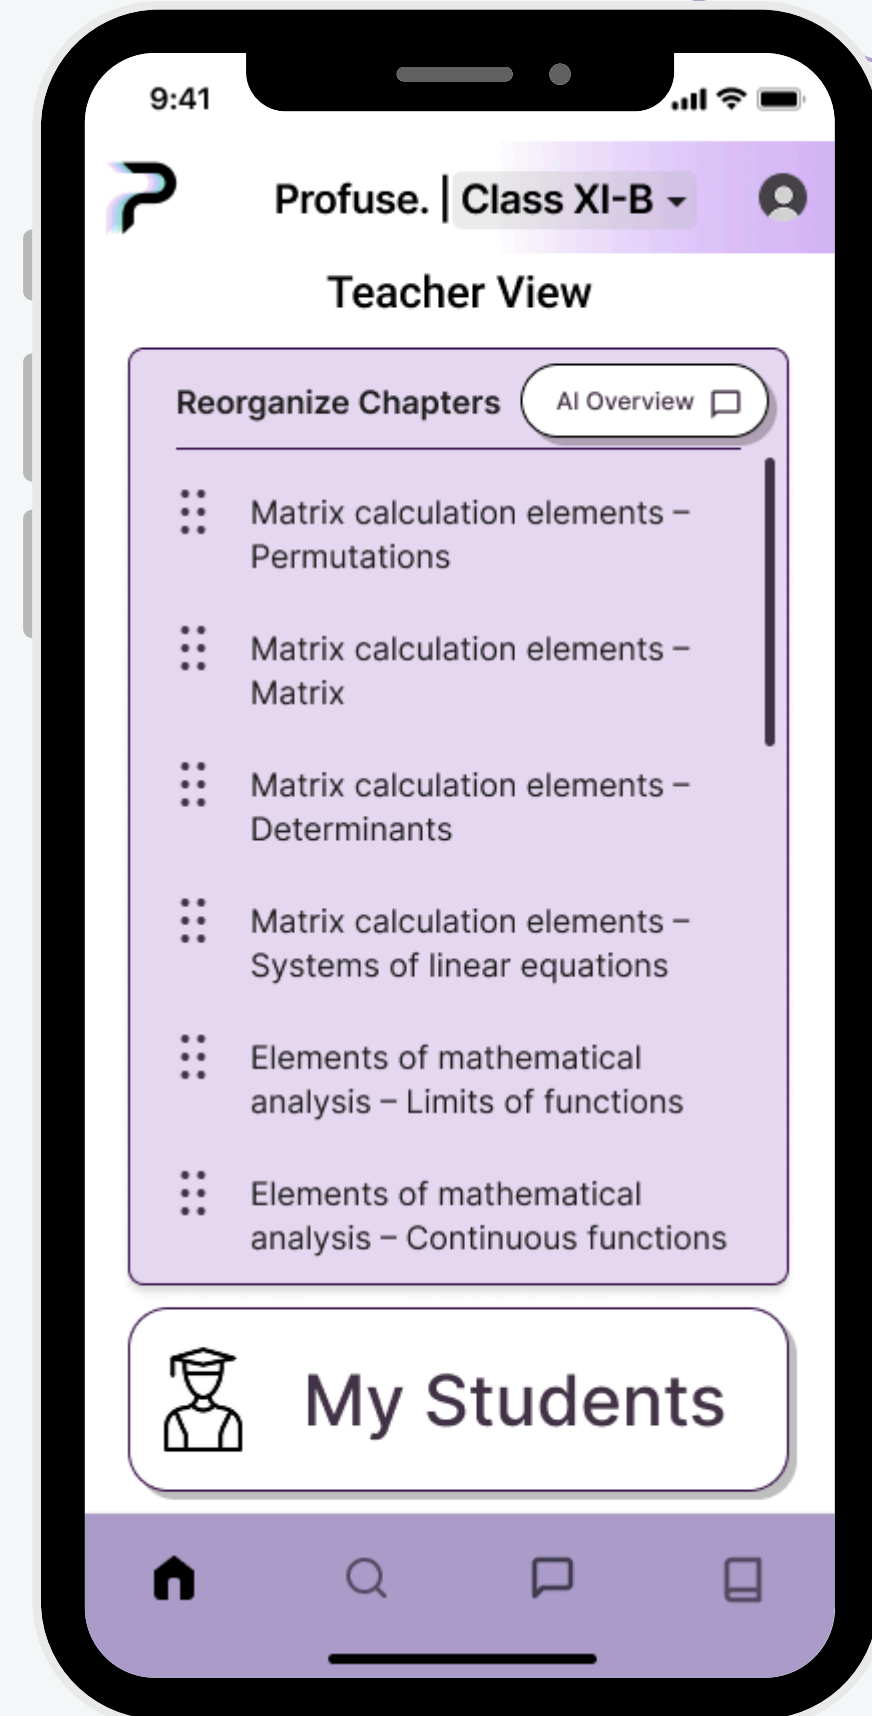 9:41
Profuse. | Class XI-B
Teacher View
Reorganize Chapters
AI Overview
Matrix calculation elements –
Permutations
Matrix calculation elements –
Matrix
Matrix calculation elements –
Determinants
Matrix calculation elements –
Systems of linear equations
Elements of mathematical
analysis – Limits of functions
Elements of mathematical
analysis – Continuous functions
My Students